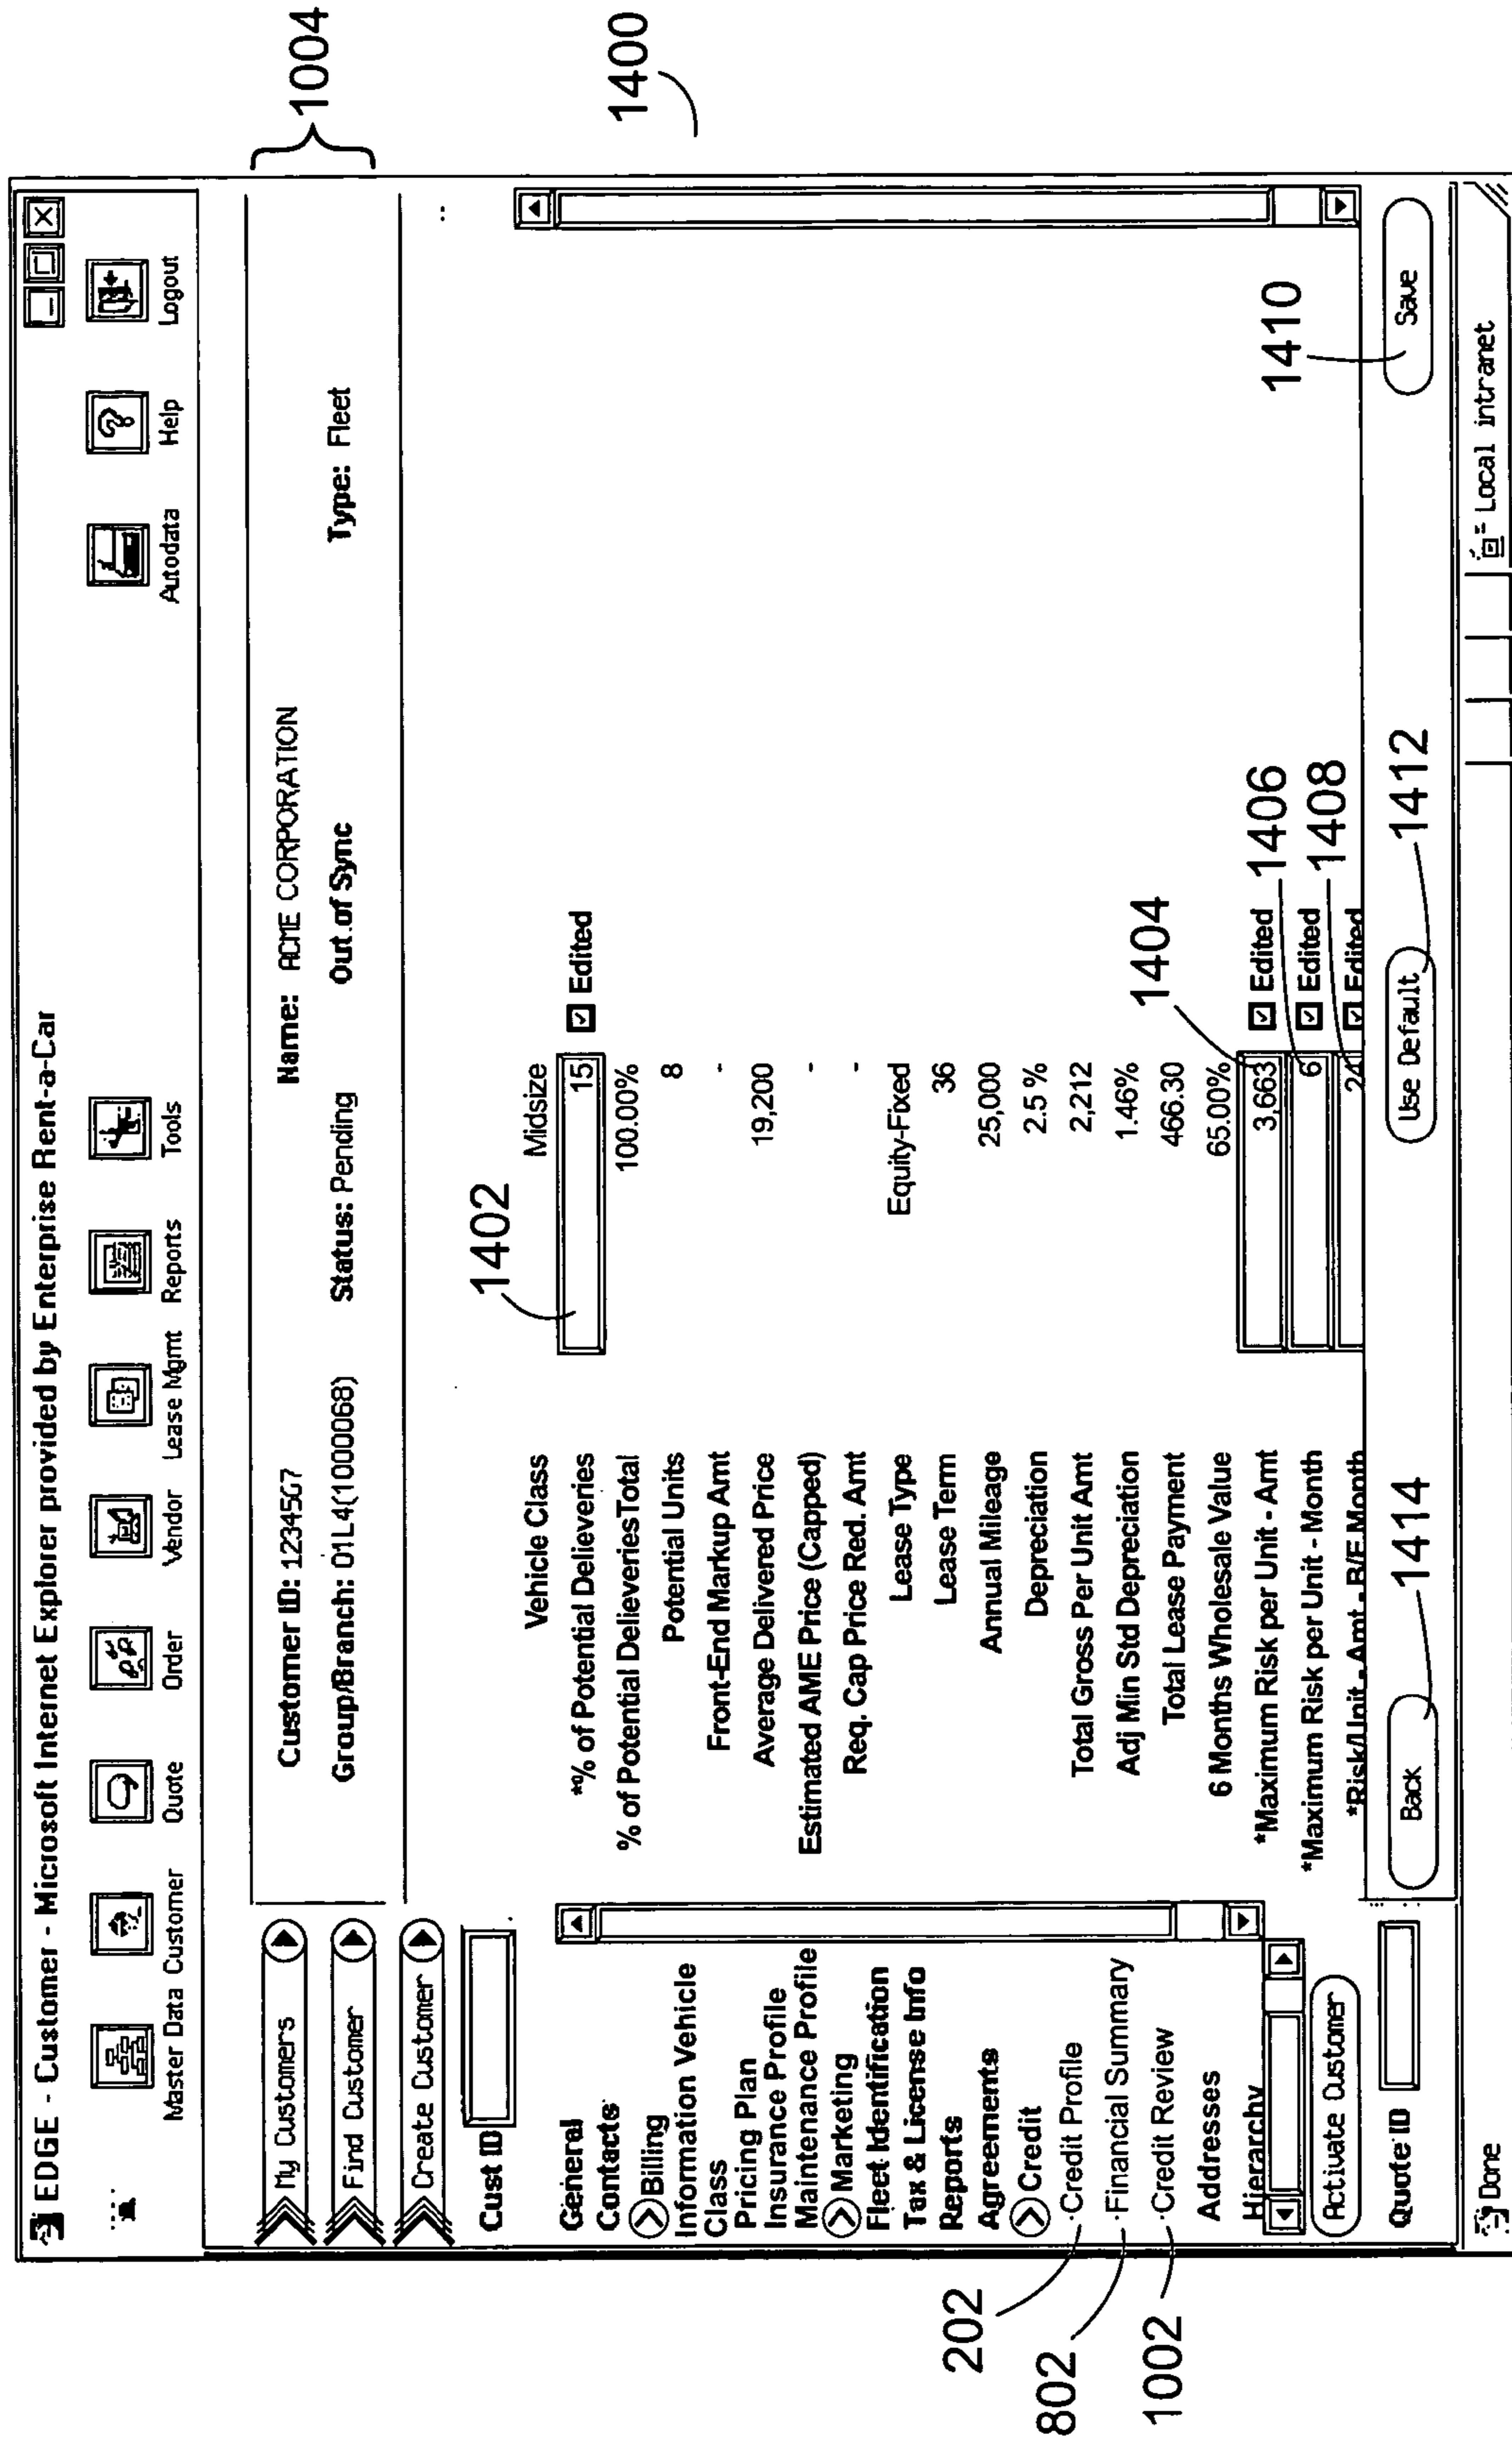 EDGE - Customer - Microsoft Internet Explorer provided by Enterprise Rent-a-Car
Master Data Customer Quote Order Vendor Lease Mgmt Reports Tools Autodata Help Logout
My Customers
Find Customer
Create Customer
Customer ID: 1234567 Name: ACME CORPORATION
Group/Branch: 01L4(1000068) Status: Pending Out of Sync Type: Fleet
1004
1400
Cust ID
General
Contacts
Billing
Information Vehicle
Class
Pricing Plan
Insurance Profile
Maintenance Profile
Marketing
Fleet Identification
Tax & License Info
Reports
Agreements
Credit
202
·Credit Profile
802
·Financial Summary
1002
·Credit Review
Addresses
Hierarchy
Activate Customer
Quote ID
1402
Vehicle Class Midsize
*% of Potential Delieveries 15 Edited
% of Potential DelieveriesTotal 100.00%
Potential Units 8
Front-End Markup Amt -
Average Delivered Price 19,200
Estimated AME Price (Capped) -
Req. Cap Price Red. Amt -
Lease Type Equity-Fixed
Lease Term 36
Annual Mileage 25,000
Depreciation 2.5 %
Total Gross Per Unit Amt 2,212
Adj Min Std Depreciation 1.46%
Total Lease Payment 466.30
6 Months Wholesale Value 65.00%
1404
*Maximum Risk per Unit - Amt 3,663 Edited
1406
*Maximum Risk per Unit - Month 6 Edited
1408
*Risk/Unit - Amt - B/E Month 24 Edited
1410
1412
1414
Back Use Default Save
Done Local intranet